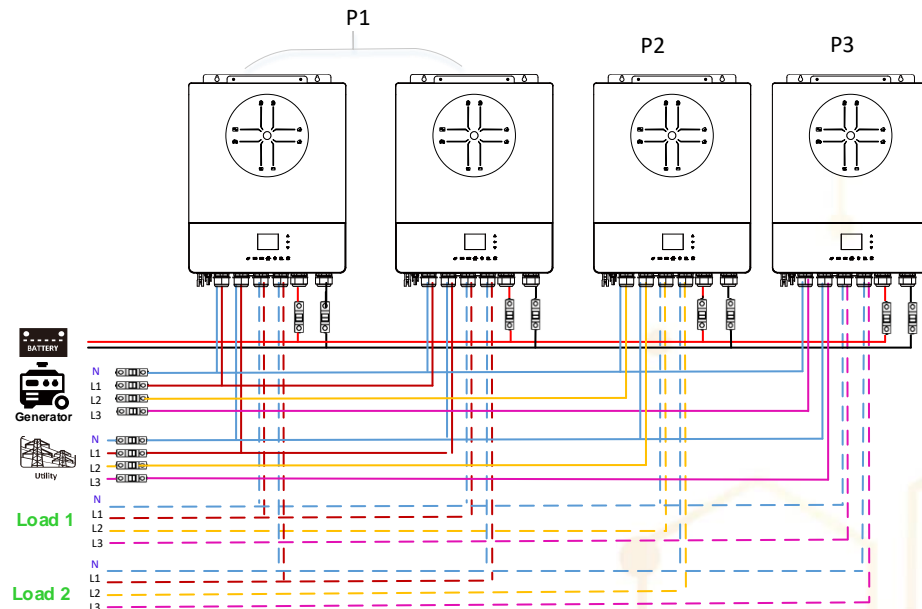 P1
P2
P3
BATTERY
Generator
N
L1
L2
L3
Utility
N
L1
L2
L3
Load 1
N
L1
L2
L3
Load 2
N
L1
L2
L3